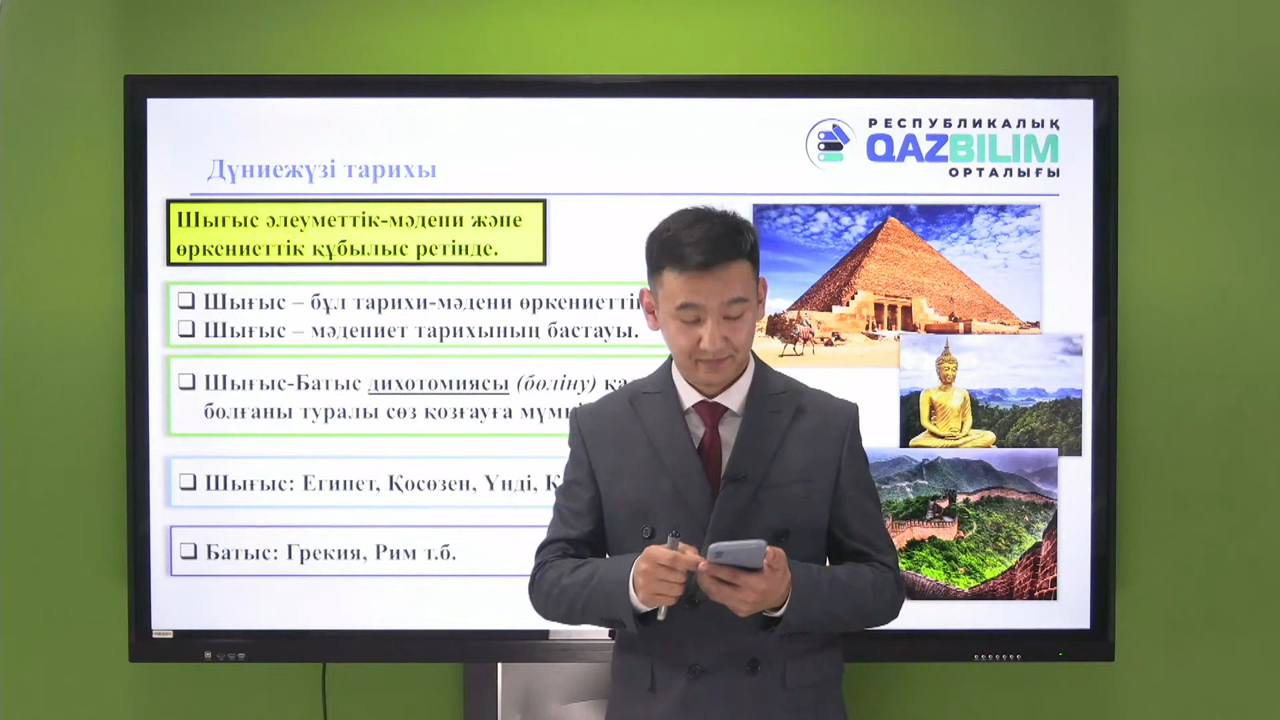 РЕСПУБЛИКАЛЫҚ
QAZBILIM
ОРТАЛЫҒЫ
Дүниежүзі тарихы
Шығыс әлеуметтік-мәдени және
өркениеттік құбылыс ретінде.
Шығыс – бұл тарихи-мәдени
Шығыс – мәдениет тарихының бастауы.
Шығыс-Батыс дихотомиясы (бөліну)
болғаны туралы сөз қозғауға
Шығыс: Египет, Қосөзен, Үнді,
Батыс: Грекия, Рим т.б.